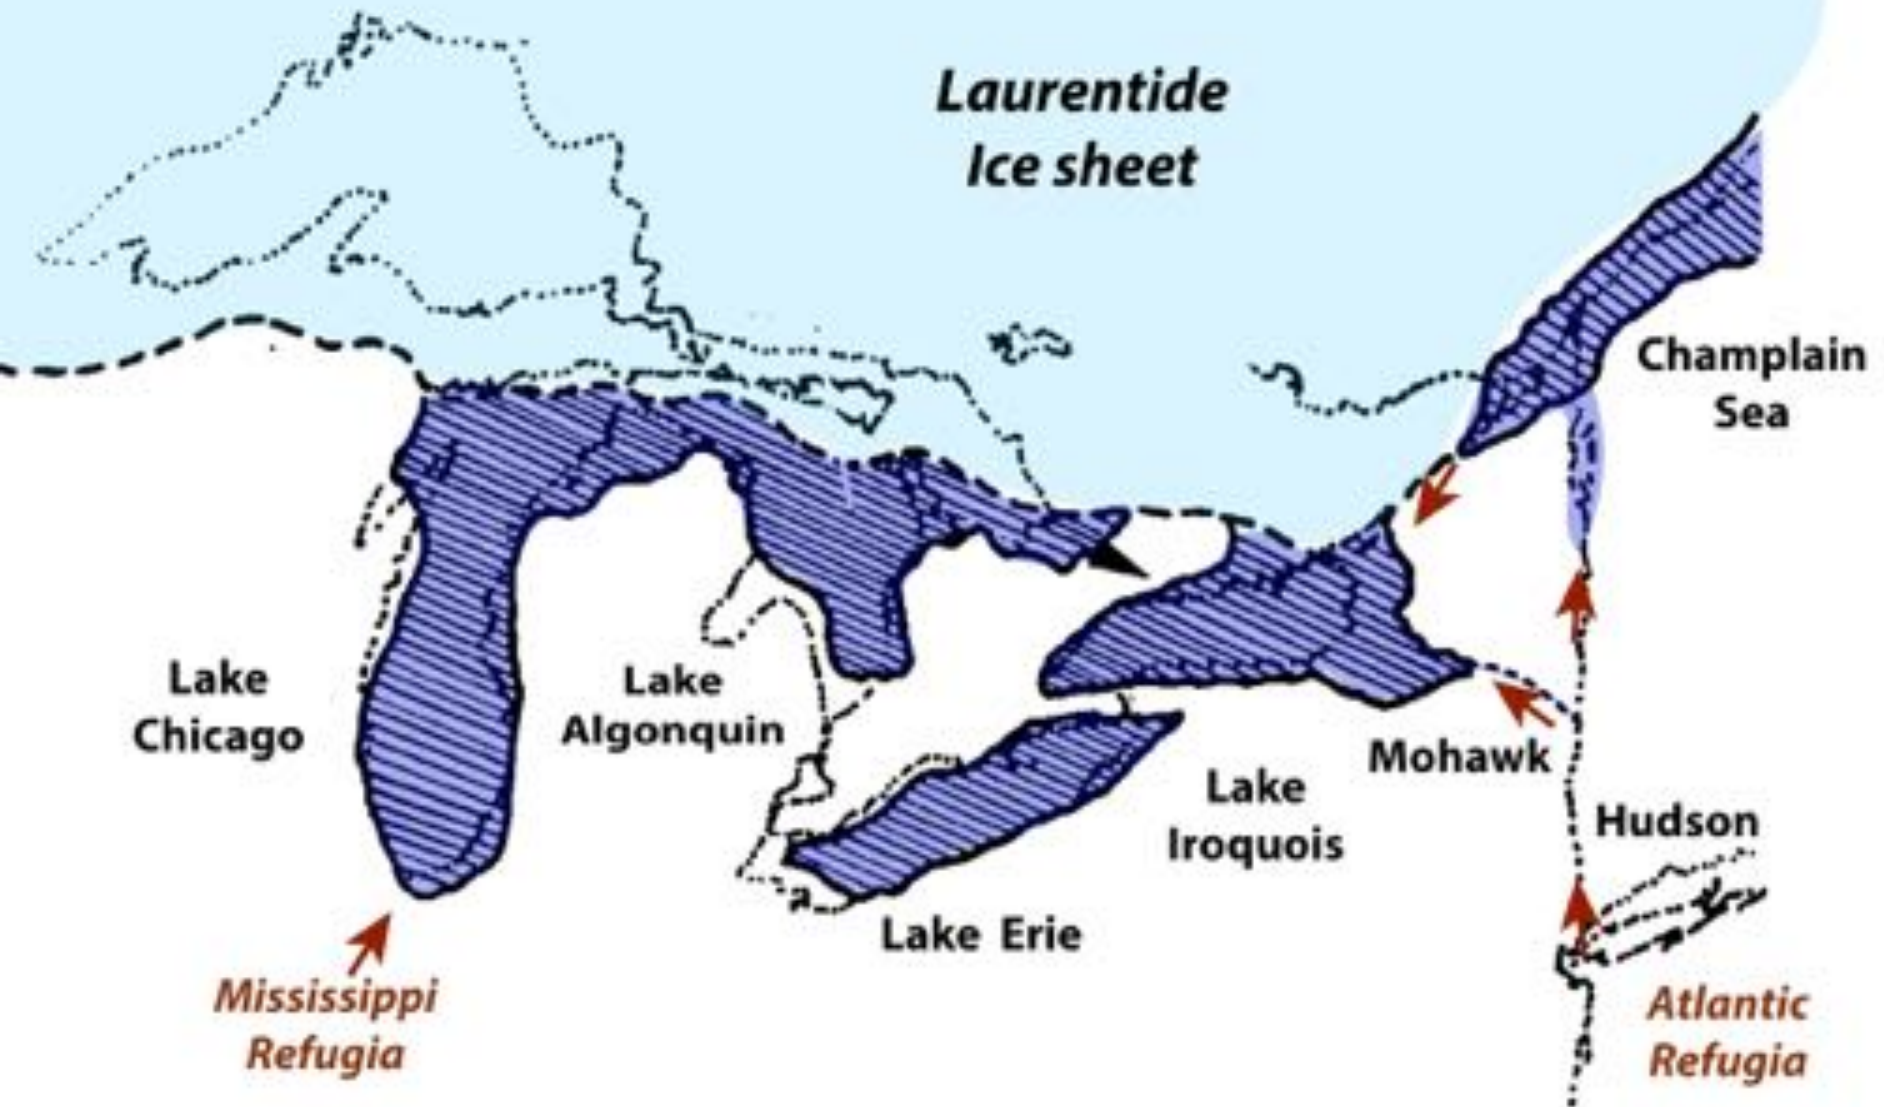 Laurentide
Ice sheet
Champlain
Sea
Lake
Chicago
Lake
Algonquin
Mohawk
Lake
Iroquois
Hudson
Lake Erie
Mississippi
Refugia
Atlantic
Refugia